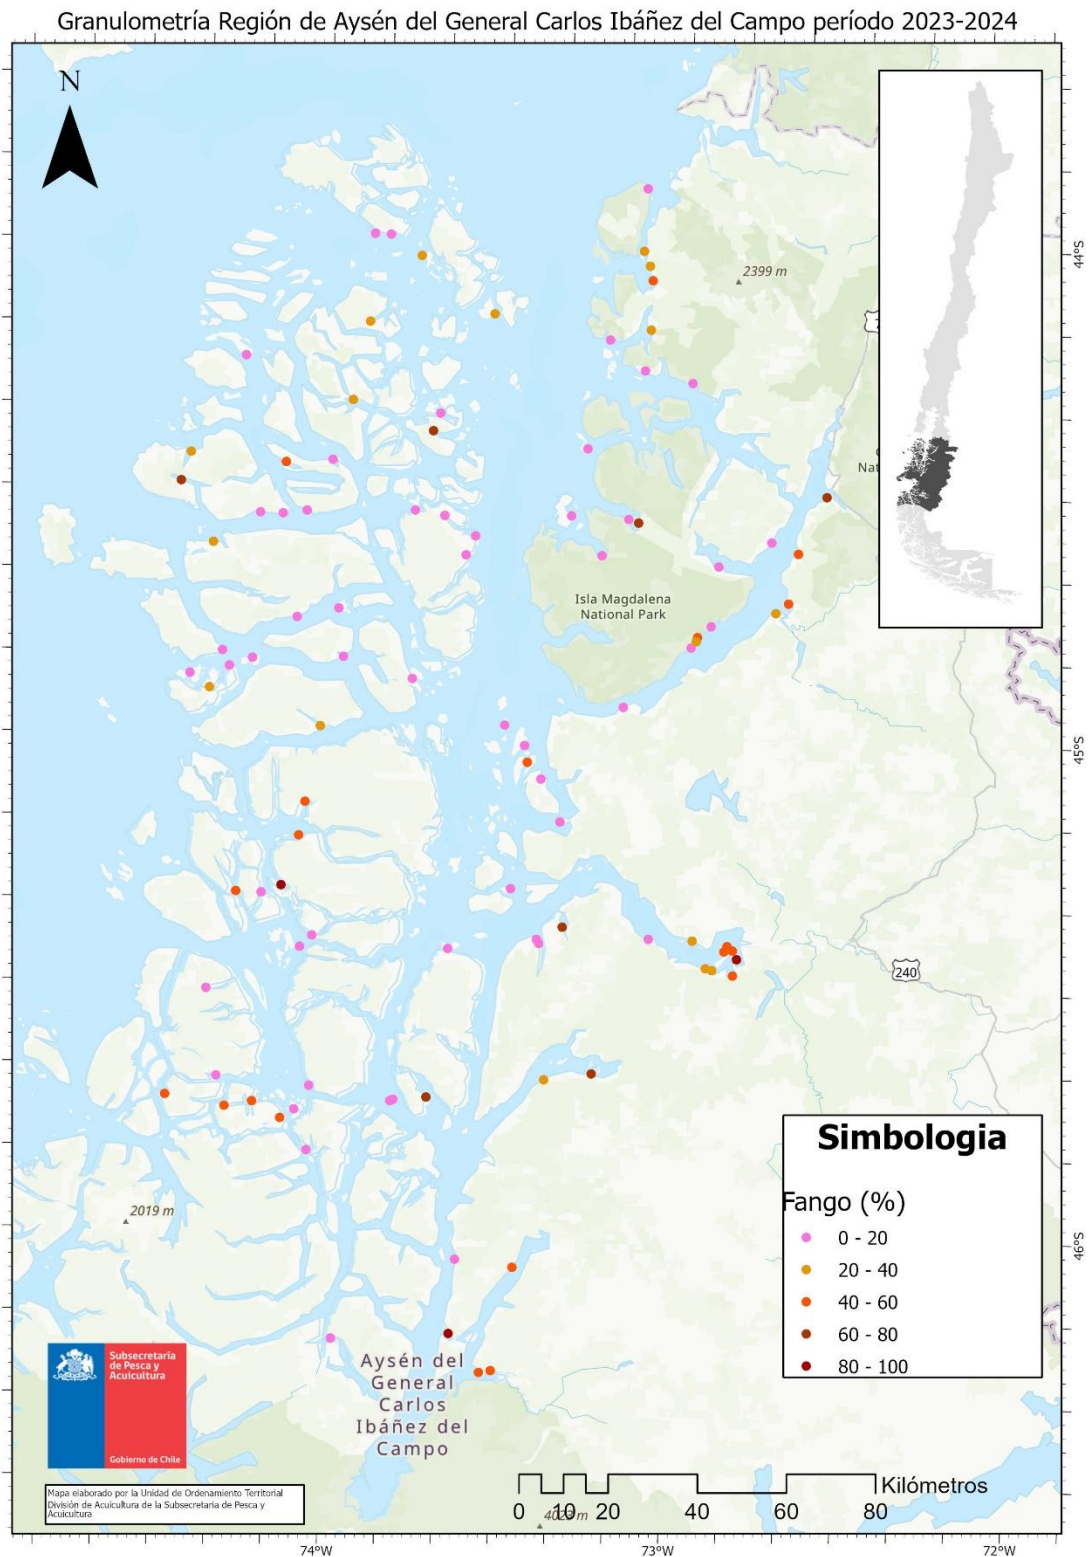 Granulometría Región de Aysén del General Carlos Ibáñez del Campo período 2023-2024
N
44°S
2399 m
Nat
Isla Magdalena
National Park
45°S
240
Simbologia
Fango (%)
0 - 20
20 - 40
40 - 60
60 - 80
80 - 100
2019 m
46°S
Subsecretaría
de Pesca y
Acuicultura
Gobierno de Chile
Aysén del
General
Carlos
Ibáñez del
Campo
Mapa elaborado por la Unidad de Ordenamiento Territorial
División de Acuicultura de la Subsecretaria de Pesca y
Acuicultura
Kilómetros
0 10 20 40 60 80
4023 m
74°W 73°W 72°W